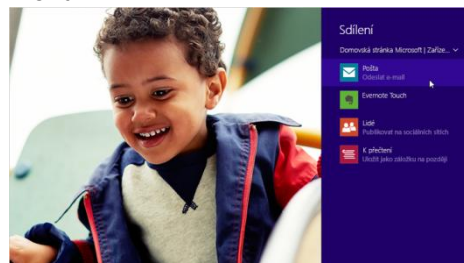 Sdílení
Domovská stránka Microsoft | Zaříze...
Pošta
Odeslat e-mail
Evernote Touch
Lidé
Publikovat na sociálních sítích
K přečtení
Uložit jako záložku na později